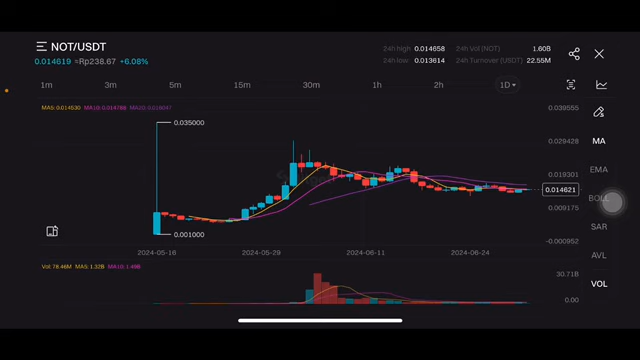 NOT/USDT
0.014619 ≈Rp238.67 +6.08%
24h high 0.014658 24h Vol (NOT) 1.60B
24h low 0.013614 24h Turnover (USDT) 22.55M
1m 3m 5m 15m 30m 1h 2h 1D
MA5: 0.014530 MA10: 0.014788
0.039555
0.035000
MA
0.029428
EMA
0.019301
0.014621
BOLL
0.009175
SAR
0.001000
-0.000952
2024-05-16 2024-05-29 2024-06-11 2024-06-24
AVL
Vol: 78.46M MA5: 1.32B MA10: 1.49B
30.71B
VOL
0.00